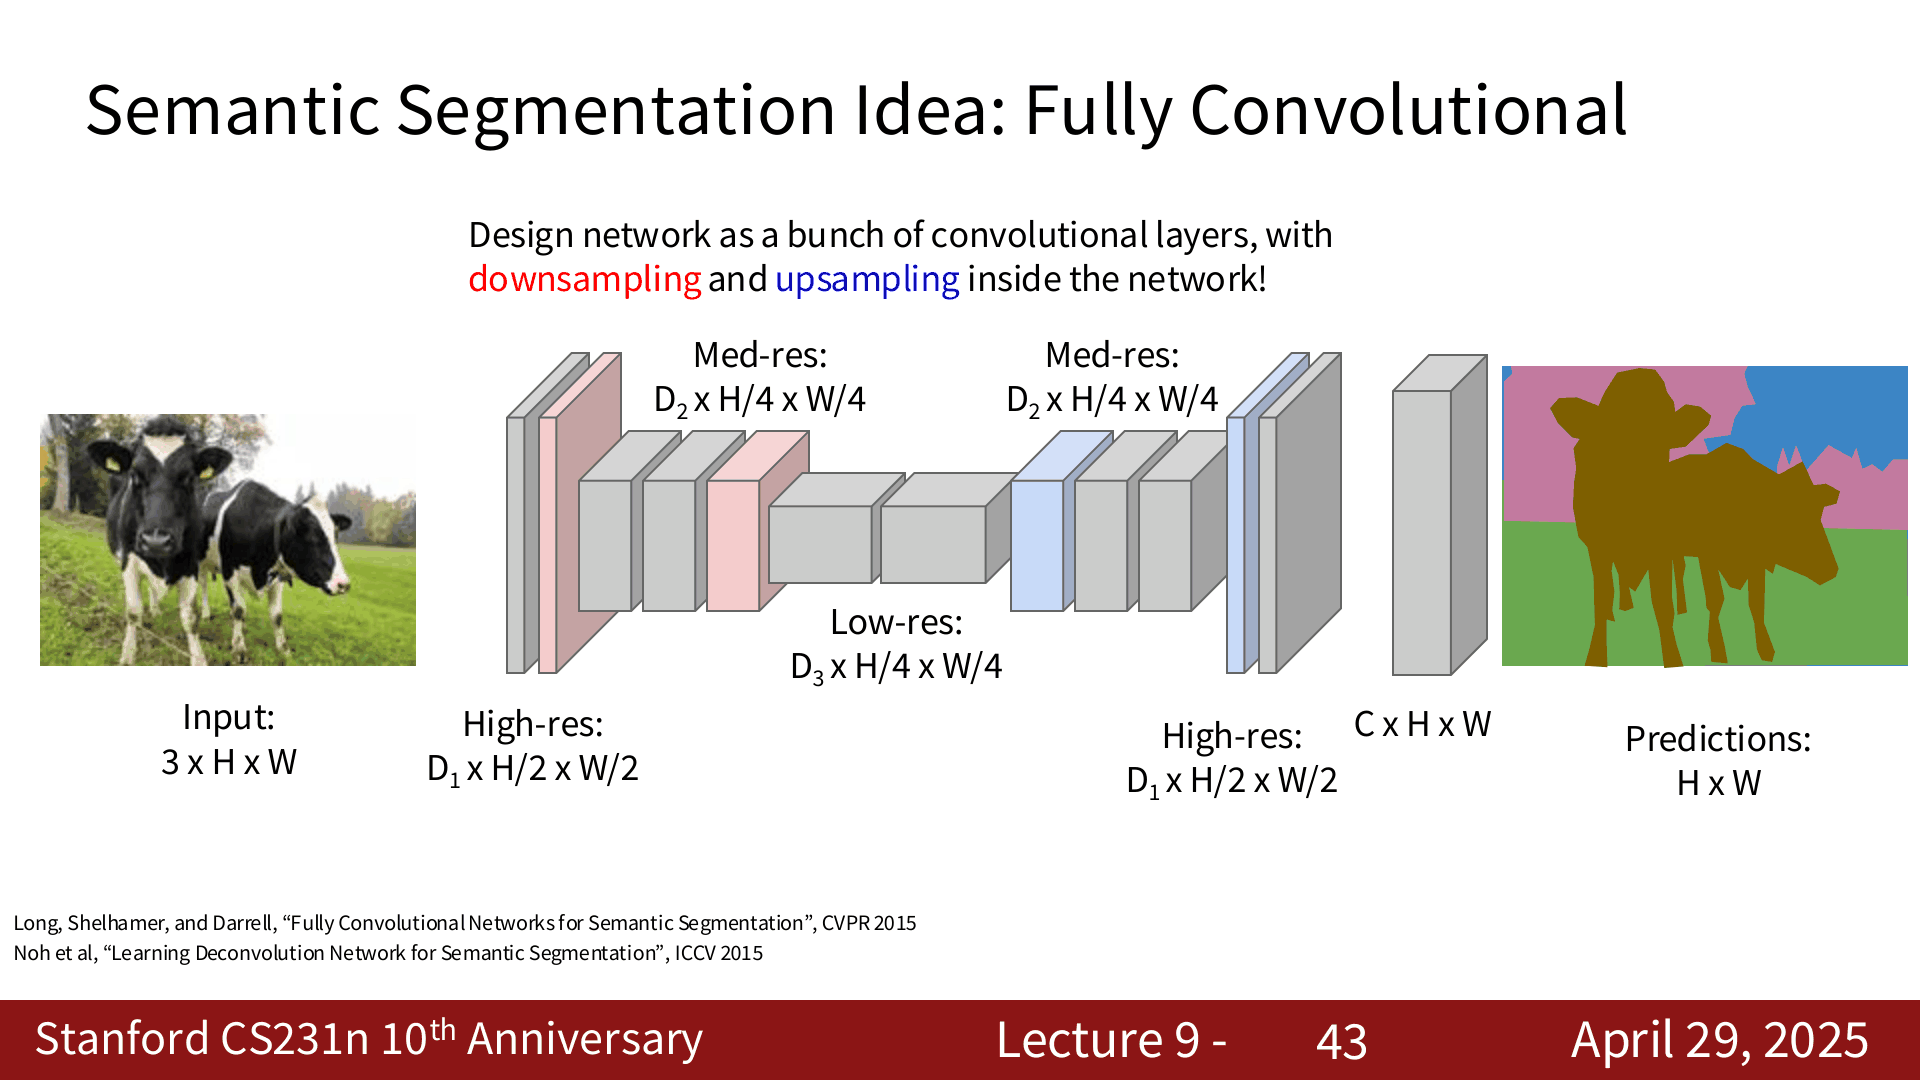 Semantic Segmentation Idea: Fully Convolutional
Design network as a bunch of convolutional layers, with
downsampling and upsampling inside the network!
Med-res:
D2 x H/4 x W/4
Med-res:
D2 x H/4 x W/4
Low-res:
D3 x H/4 x W/4
Input:
3 x H x W
High-res:
D1 x H/2 x W/2
High-res:
D1 x H/2 x W/2
C x H x W
Predictions:
H x W
Long, Shelhamer, and Darrell, “Fully Convolutional Networks for Semantic Segmentation”, CVPR 2015
Noh et al, “Learning Deconvolution Network for Semantic Segmentation”, ICCV 2015
Stanford CS231n 10th Anniversary
Lecture 9 - 43
April 29, 2025